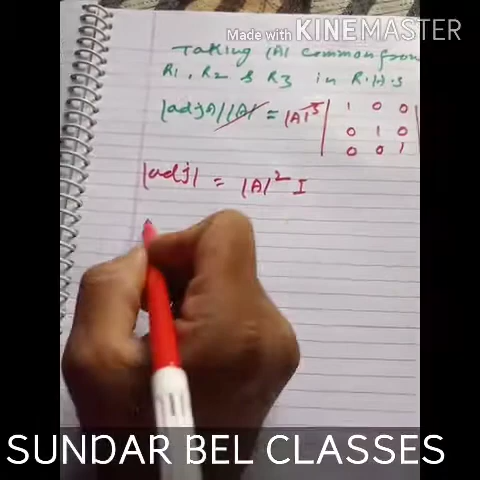 Made with KINEMASTER
Taking |A| common from
R1, R2 & R3 in R.H.S
|adjA||A| = |A|³ | 1 0 0 |
0 1 0
0 0 1
|adj| = |A|² I
SUNDAR BEL CLASSES